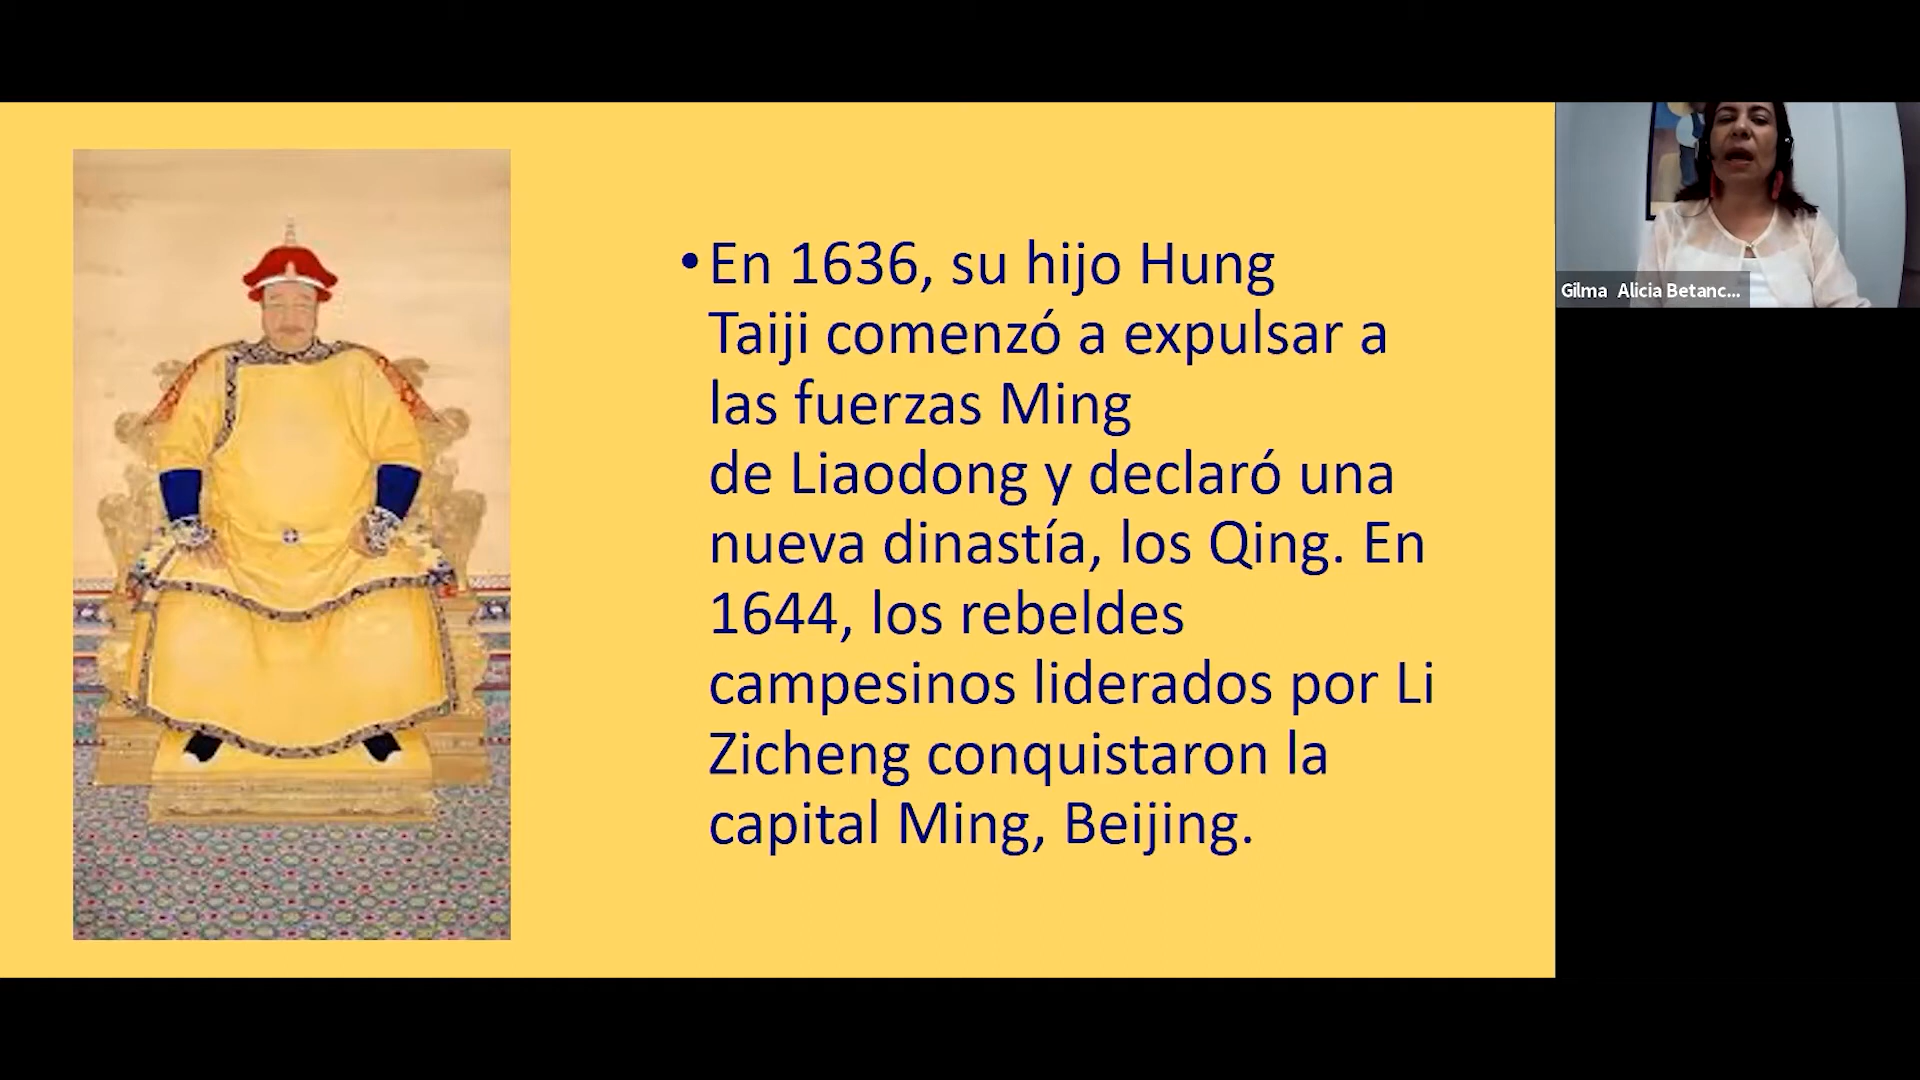 •En 1636, su hijo Hung
Taiji comenzó a expulsar a
las fuerzas Ming
de Liaodong y declaró una
nueva dinastía, los Qing. En
1644, los rebeldes
campesinos liderados por Li
Zicheng conquistaron la
capital Ming, Beijing.
Gilma Alicia Betanc...